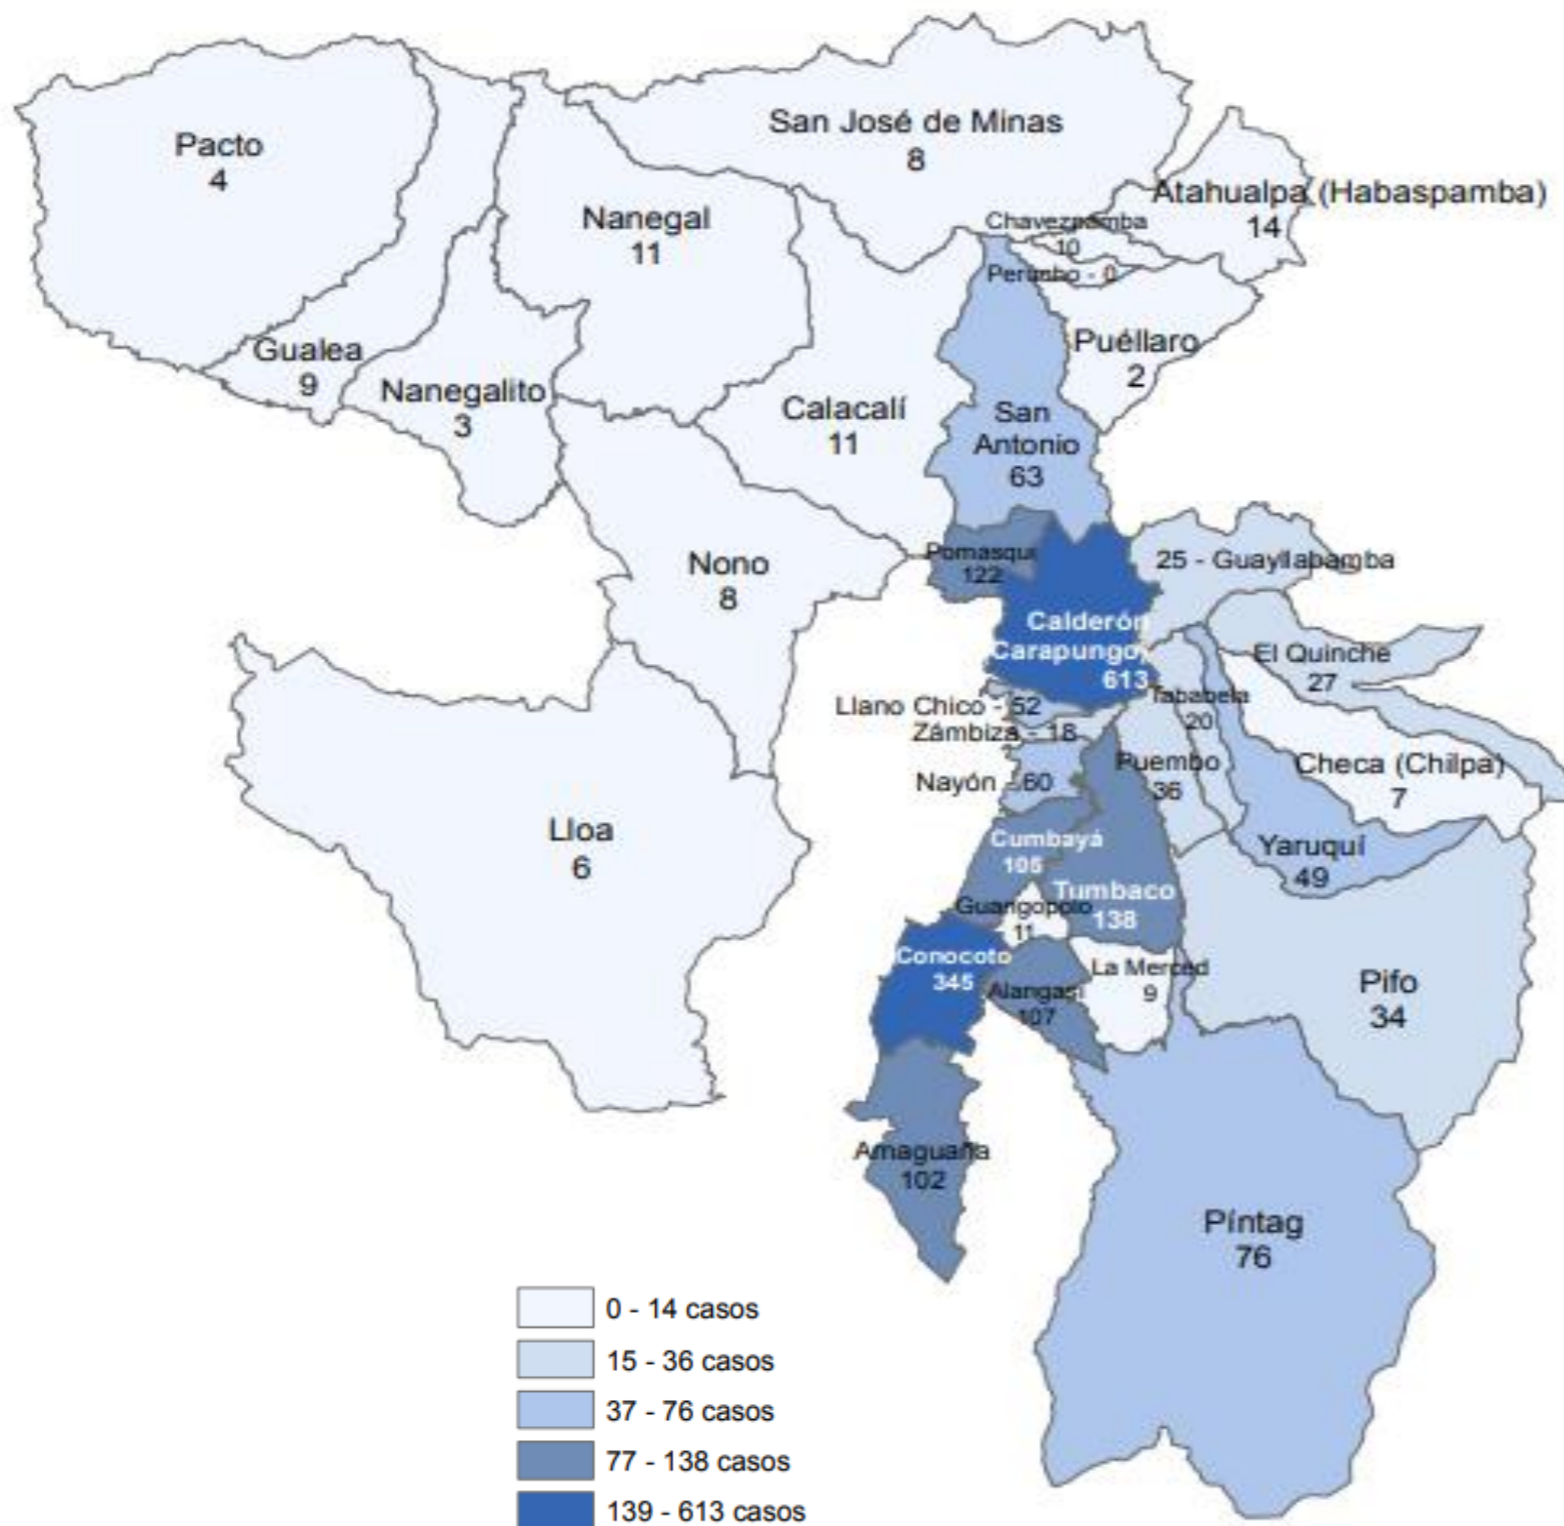 San José de Minas
8
Pacto
4
Atahualpa (Habaspamba)
14
Nanegal
11
Chavezpamba
10
Perucho - 0
Puéllaro
2
Gualea
9
Nanegalito
3
Calacalí
11
San
Antonio
63
Pomasqui
122
25 - Guayllabamba
Nono
8
Calderón
Carapungo)
613
El Quinche
27
Tababela
20
Llano Chico - 52
Zámbiza - 18
Nayón - 60
Puembo
36
Checa (Chilpa)
7
Lloa
6
Cumbayá
105
Yaruquí
49
Tumbaco
138
Guangopolo
11
Conocoto
345
La Merced
9
Alangasí
107
Pifo
34
Amaguaña
102
Píntag
76
0 - 14 casos
15 - 36 casos
37 - 76 casos
77 - 138 casos
139 - 613 casos